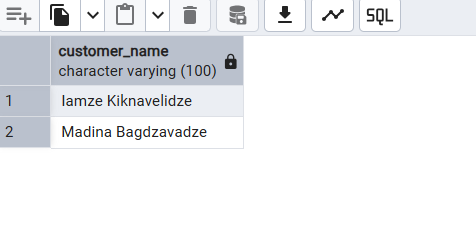 SQL
customer_name
character varying (100)
1 Iamze Kiknavelidze
2 Madina Bagdzavadze